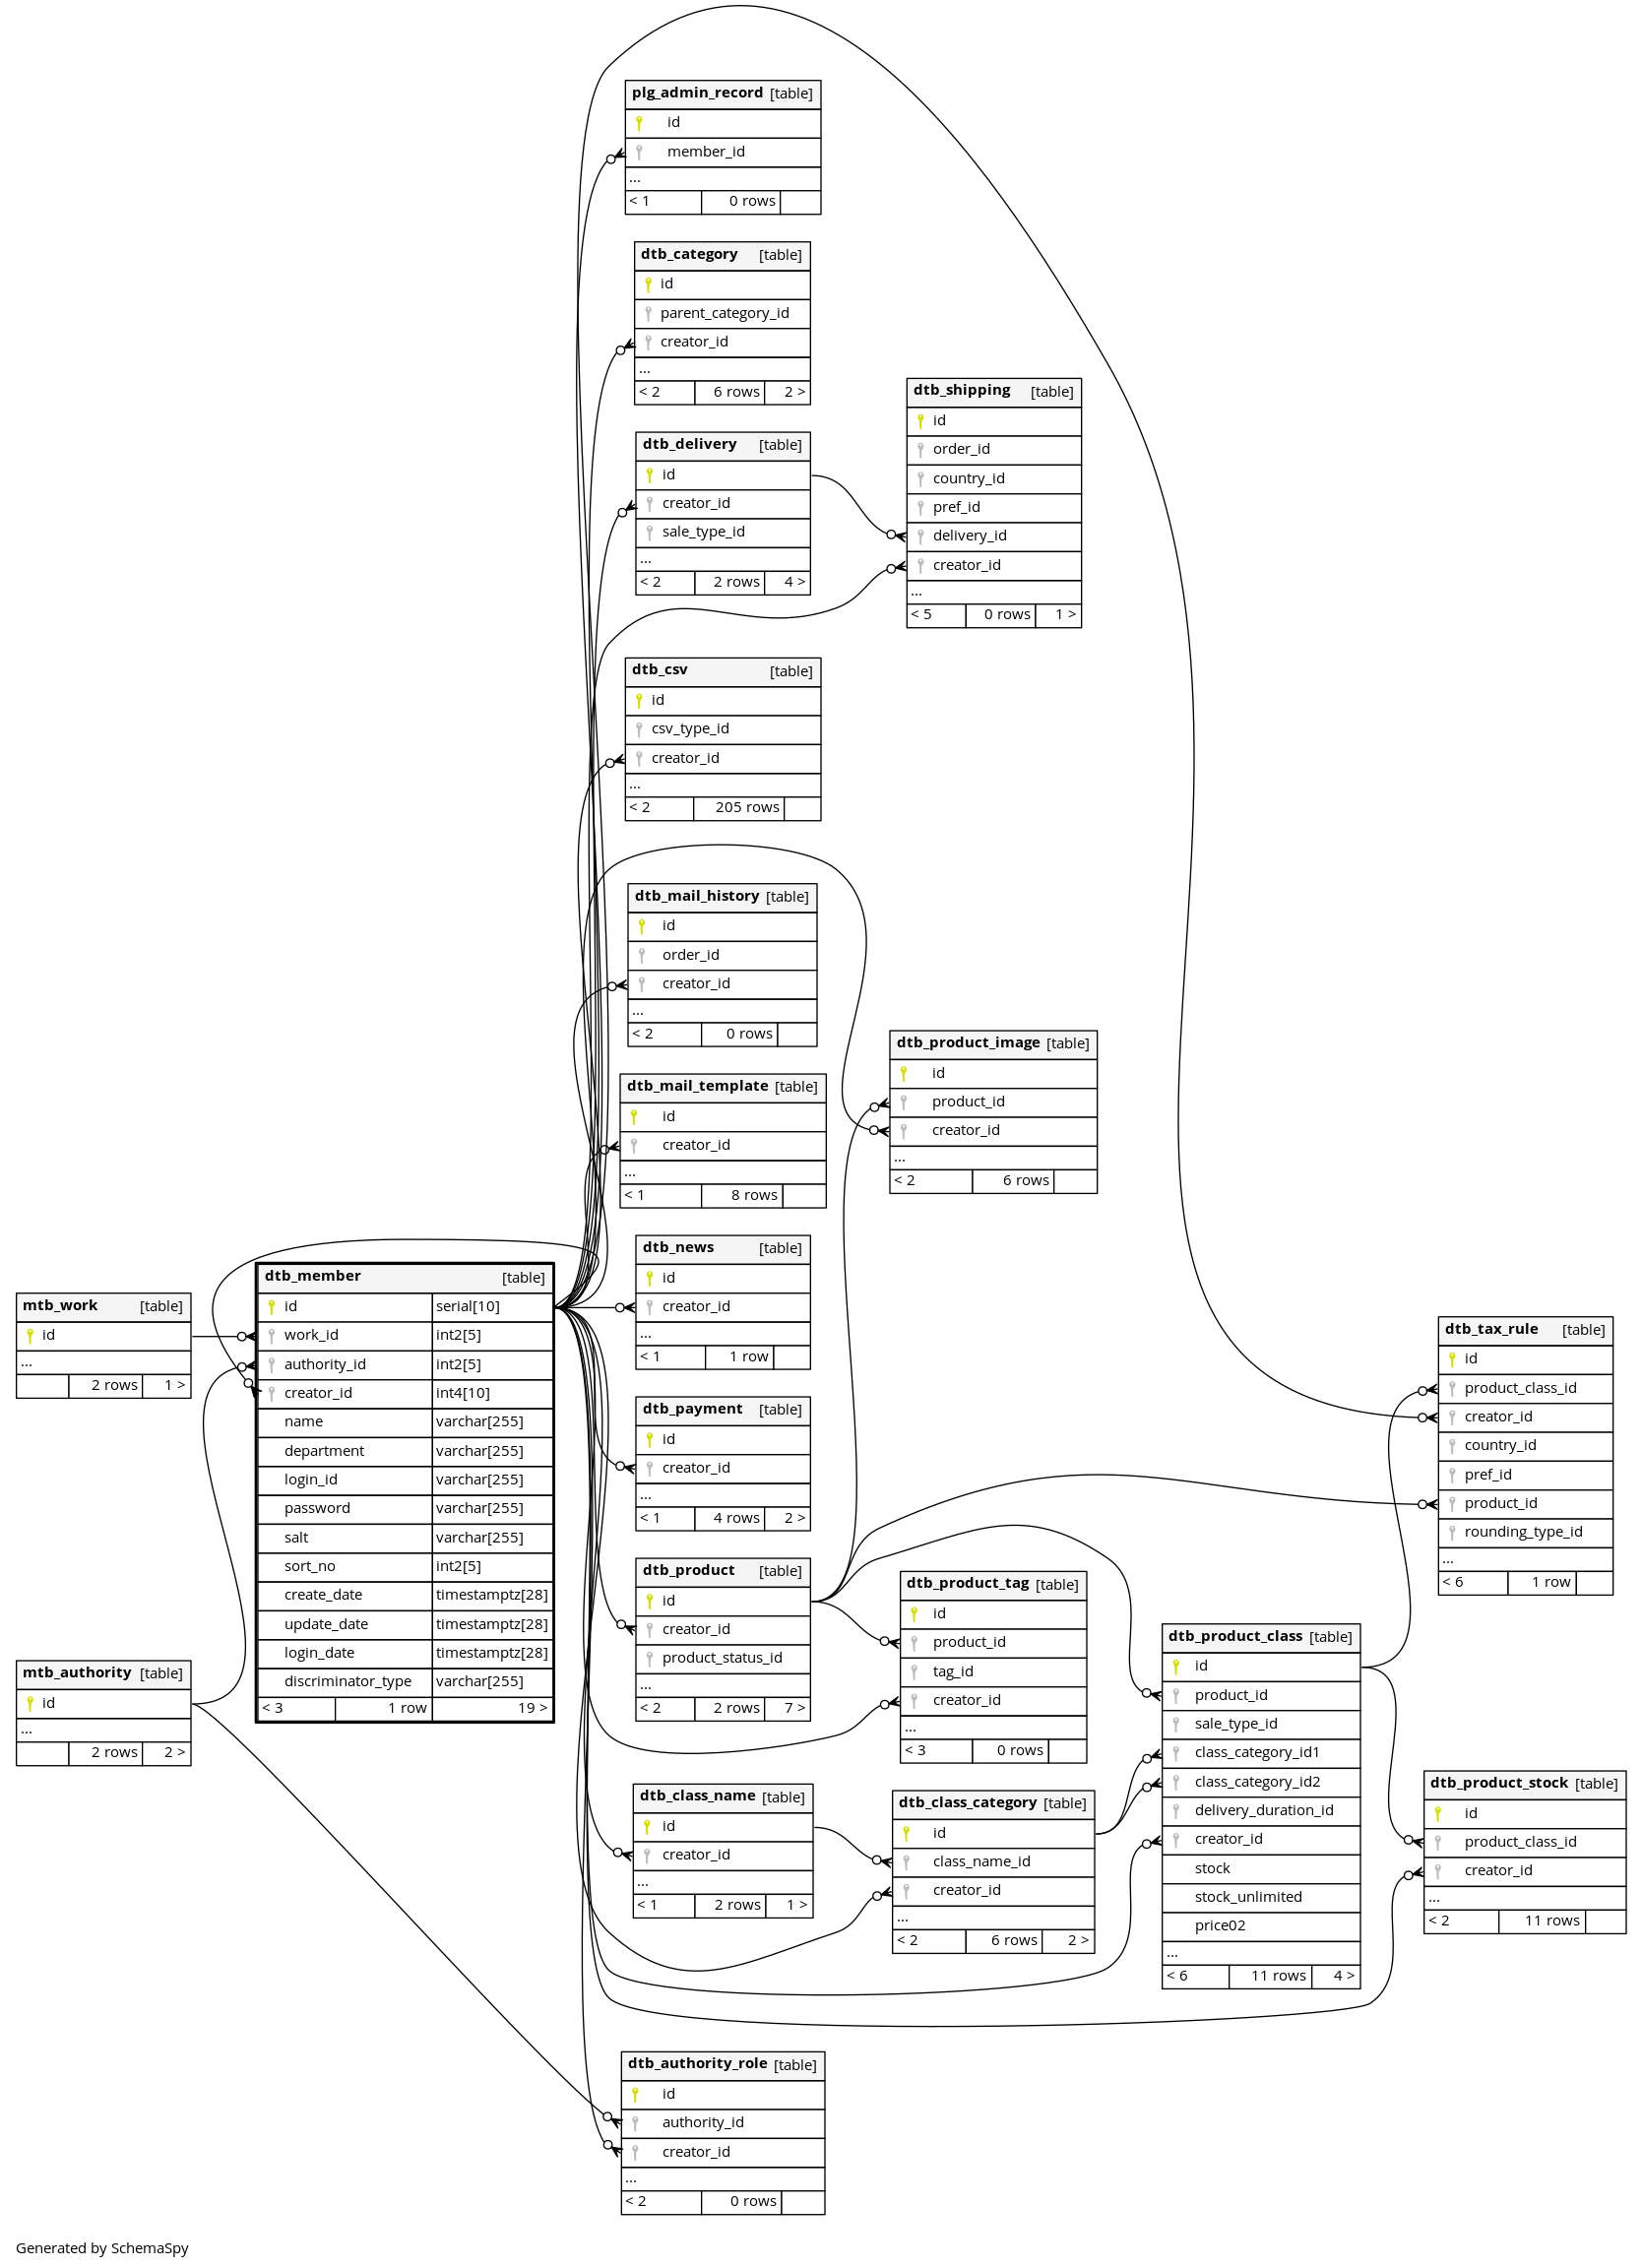 plg_admin_record [table]
id
member_id
...
< 1 0 rows
dtb_category [table]
id
parent_category_id
creator_id
...
< 2 6 rows 2 >
dtb_delivery [table]
id
creator_id
sale_type_id
...
< 2 2 rows 4 >
dtb_shipping [table]
id
order_id
country_id
pref_id
delivery_id
creator_id
...
< 5 0 rows 1 >
dtb_csv [table]
id
csv_type_id
creator_id
...
< 2 205 rows
dtb_mail_history [table]
id
order_id
creator_id
...
< 2 0 rows
dtb_product_image [table]
id
product_id
creator_id
...
< 2 6 rows
dtb_mail_template [table]
id
creator_id
...
< 1 8 rows
dtb_news [table]
id
creator_id
...
< 1 1 row
mtb_work [table]
id
...
2 rows 1 >
dtb_member [table]
id serial[10]
work_id int2[5]
authority_id int2[5]
creator_id int4[10]
name varchar[255]
department varchar[255]
login_id varchar[255]
password varchar[255]
salt varchar[255]
sort_no int2[5]
create_date timestamptz[28]
update_date timestamptz[28]
login_date timestamptz[28]
discriminator_type varchar[255]
< 3 1 row 19 >
mtb_authority [table]
id
...
2 rows 2 >
dtb_payment [table]
id
creator_id
...
< 1 4 rows 2 >
dtb_product [table]
id
creator_id
product_status_id
...
< 2 2 rows 7 >
dtb_tax_rule [table]
id
product_class_id
creator_id
country_id
pref_id
product_id
rounding_type_id
...
< 6 1 row
dtb_product_tag [table]
id
product_id
tag_id
creator_id
...
< 3 0 rows
dtb_product_class [table]
id
product_id
sale_type_id
class_category_id1
class_category_id2
delivery_duration_id
creator_id
stock
stock_unlimited
price02
...
< 6 11 rows 4 >
dtb_product_stock [table]
id
product_class_id
creator_id
...
< 2 11 rows
dtb_class_name [table]
id
creator_id
...
< 1 2 rows 1 >
dtb_class_category [table]
id
class_name_id
creator_id
...
< 2 6 rows 2 >
dtb_authority_role [table]
id
authority_id
creator_id
...
< 2 0 rows
Generated by SchemaSpy